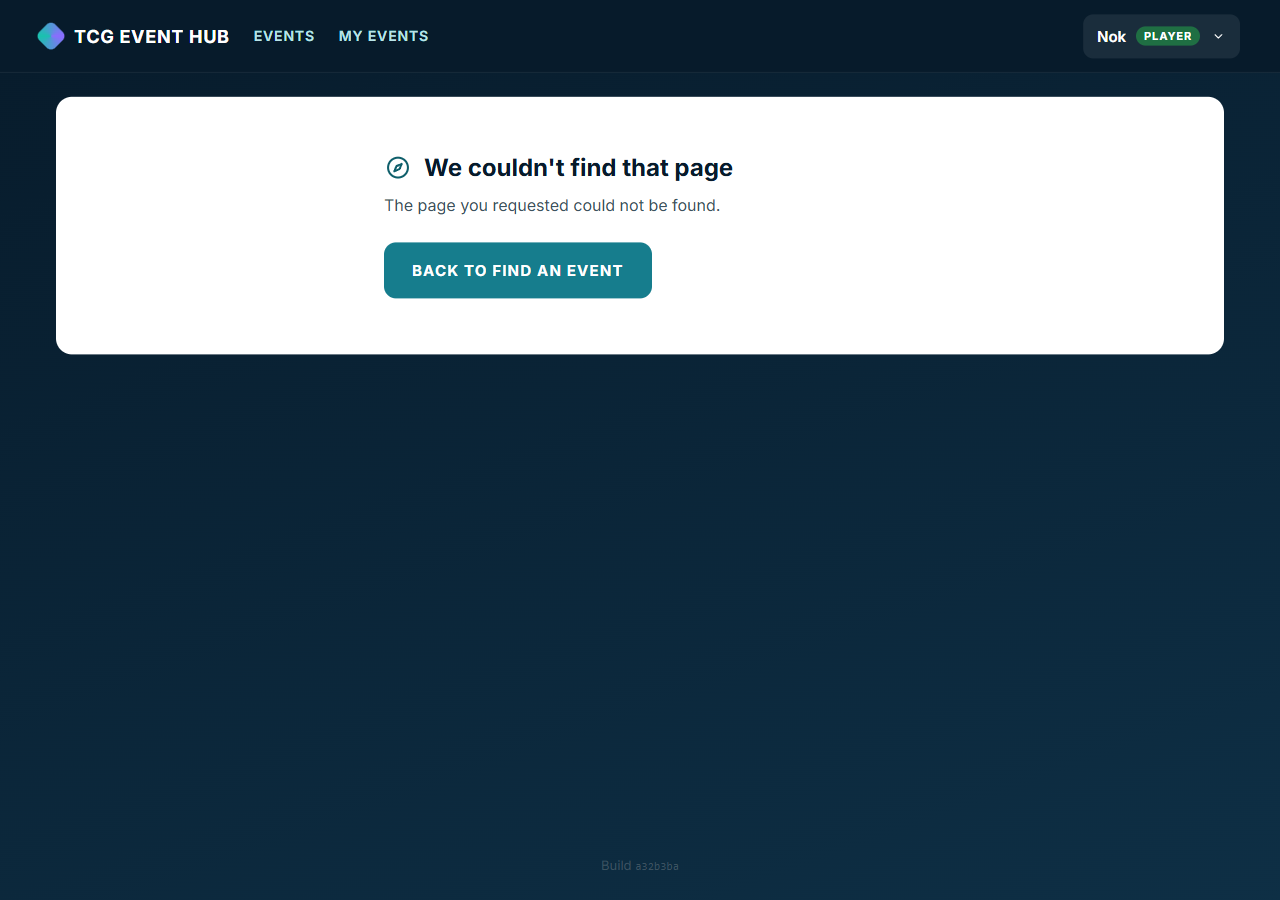 TCG EVENT HUB EVENTS MY EVENTS Nok PLAYER
We couldn't find that page
The page you requested could not be found.
BACK TO FIND AN EVENT
Build a32b3ba